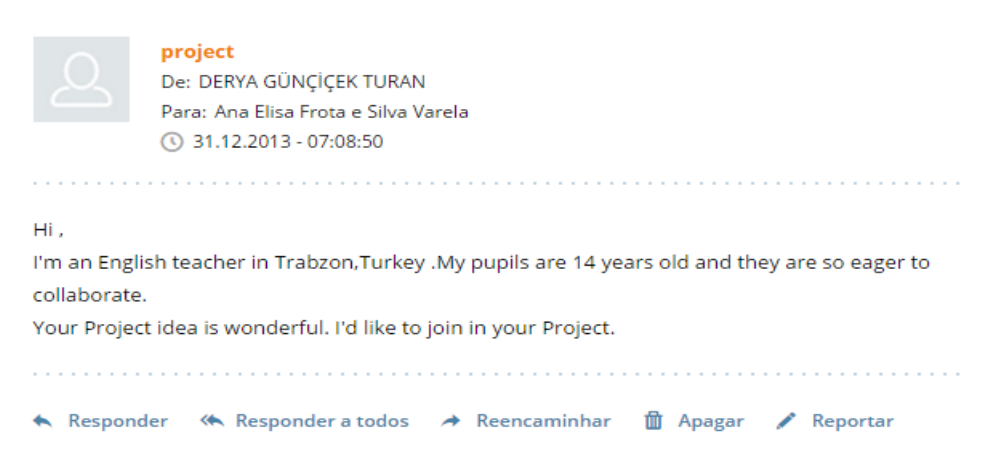 project
De: DERYA GÜNÇİÇEK TURAN
Para: Ana Elisa Frota e Silva Varela
31.12.2013 - 07:08:50
Hi ,
I'm an English teacher in Trabzon,Turkey .My pupils are 14 years old and they are so eager to
collaborate.
Your Project idea is wonderful. I'd like to join in your Project.
Responder Responder a todos Reencaminhar Apagar Reportar